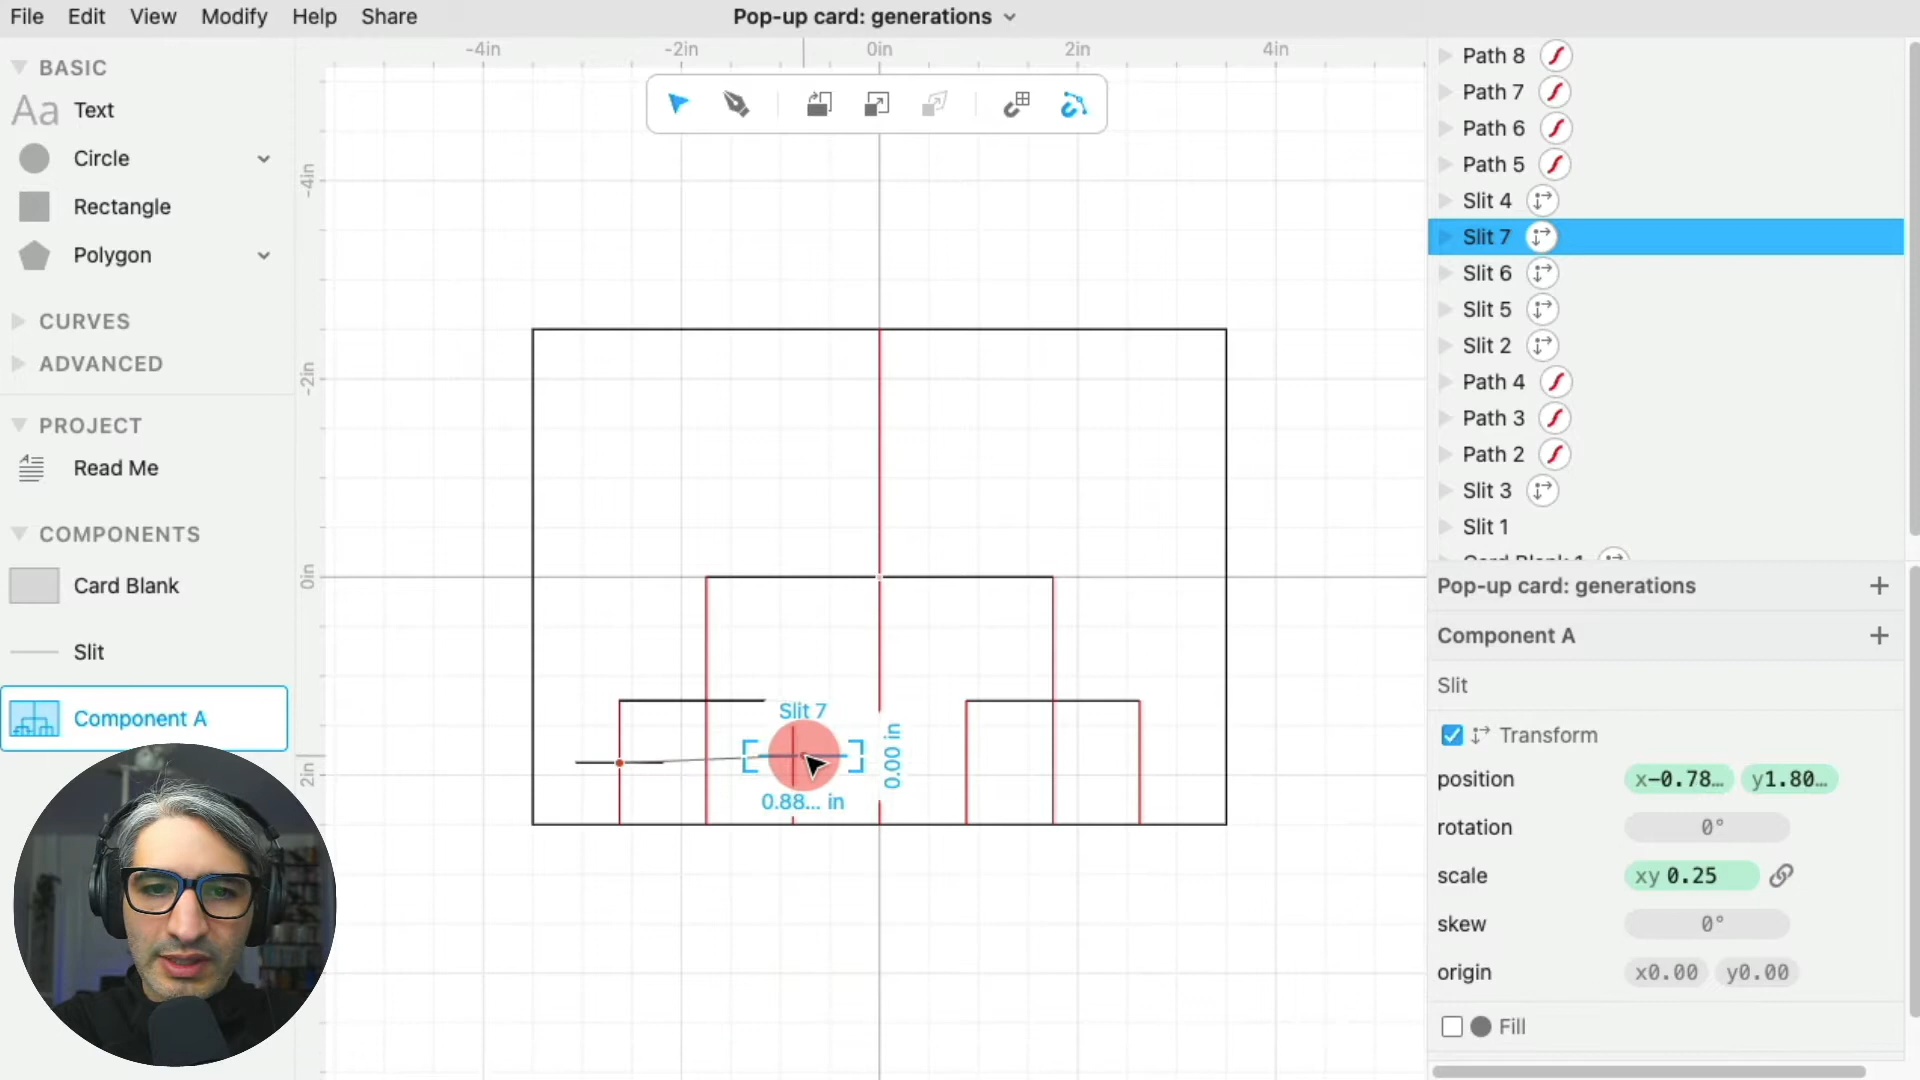 File Edit View Modify Help Share
Pop-up card: generations
BASIC
Aa Text
Circle
Rectangle
Polygon
CURVES
ADVANCED
PROJECT
Read Me
COMPONENTS
Card Blank
Slit
Component A
-4in -2in 0in 2in 4in
-4in
-2in
0in
2in
Slit 7
0.00 in
0.88... in
Path 8
Path 7
Path 6
Path 5
Slit 4
Slit 7
Slit 6
Slit 5
Slit 2
Path 4
Path 3
Path 2
Slit 3
Slit 1
Card Blank 1
Pop-up card: generations
Component A
Slit
Transform
position x-0.78... y1.80...
rotation 0°
scale xy 0.25
skew 0°
origin x0.00 y0.00
Fill